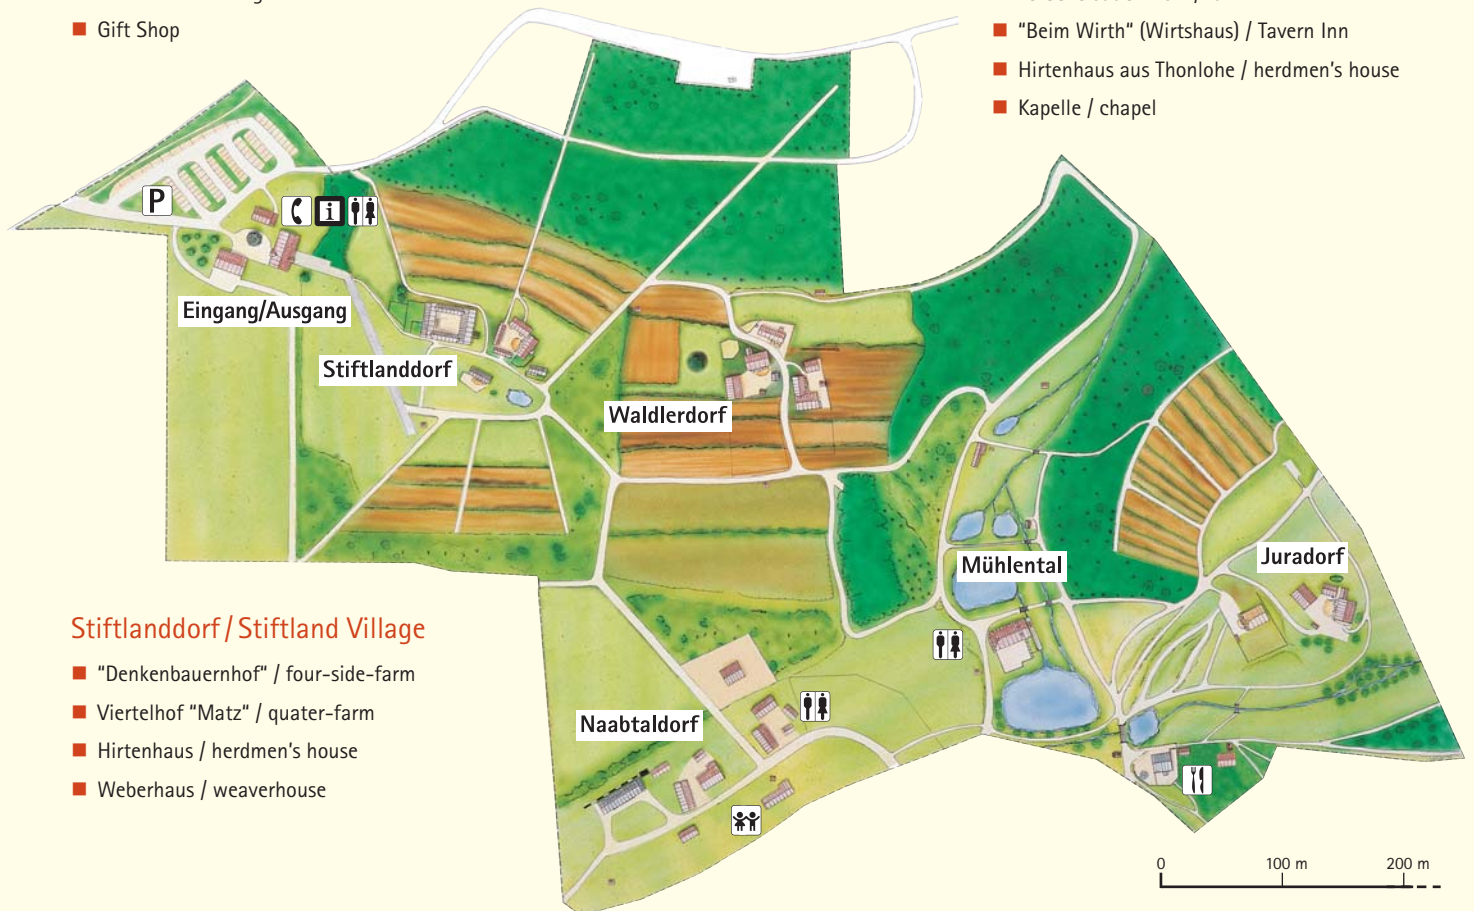 Gift Shop
"Beim Wirth" (Wirtshaus) / Tavern Inn
Hirtenhaus aus Thonlohe / herdmen's house
Kapelle / chapel
P
i
Eingang/Ausgang
Stiftlanddorf
Waldlerdorf
Mühlental
Juradorf
Naabtaldorf
Stiftlanddorf / Stiftland Village
"Denkenbauernhof" / four-side-farm
Viertelhof "Matz" / quater-farm
Hirtenhaus / herdmen's house
Weberhaus / weaverhouse
0 100 m 200 m